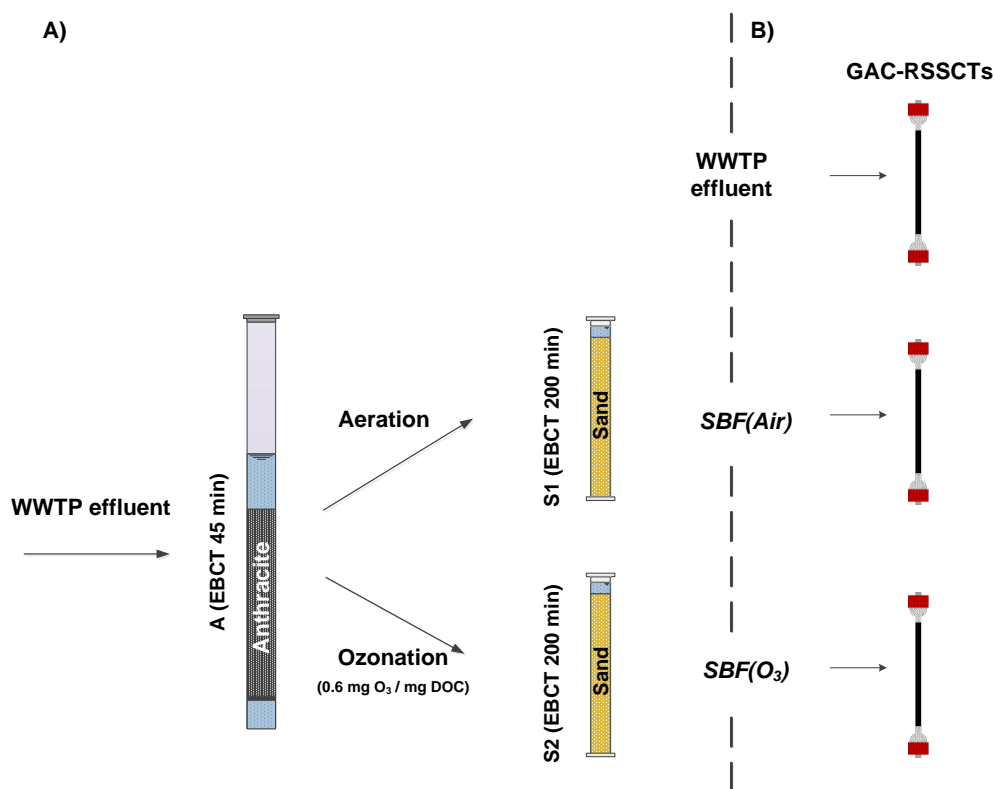 A)
B)
GAC-RSSCTs
WWTP
effluent
WWTP effluent
A (EBCT 45 min)
Anthracite
Aeration
Ozonation
(0.6 mg O₃ / mg DOC)
S1 (EBCT 200 min)
Sand
S2 (EBCT 200 min)
Sand
SBF(Air)
SBF(O₃)